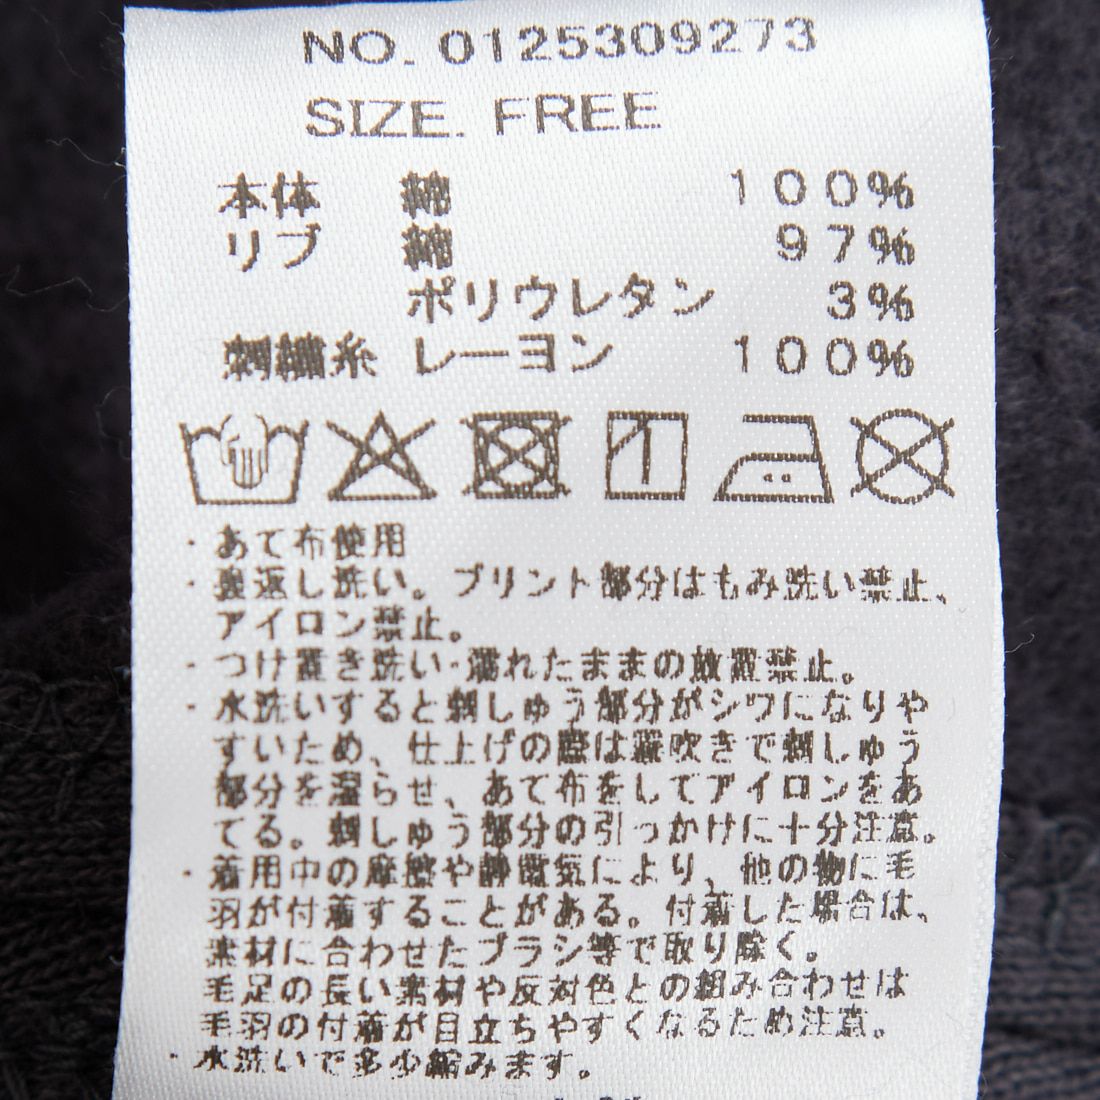 NO. 0125309273
SIZE. FREE
本体 綿 100%
リブ 綿 97%
ポリウレタン 3%
刺繍糸 レーヨン 100%
・あて布使用
・裏返し洗い。プリント部分はもみ洗い禁止、
アイロン禁止。
・つけ置き洗い・濡れたままの放置禁止。
・水洗いすると刺しゅう部分がシワになりや
すいため、仕上げの際は霧吹きで刺しゅう
部分を湿らせ、あて布をしてアイロンをあ
てる。刺しゅう部分の引っかけに十分注意。
・着用中の摩擦や静電気により、他の物に毛
羽が付着することがある。付着した場合は、
素材に合わせたブラシ等で取り除く。
毛足の長い素材や反対色との組み合わせは
毛羽の付着が目立ちやすくなるため注意。
・水洗いで多少縮みます。